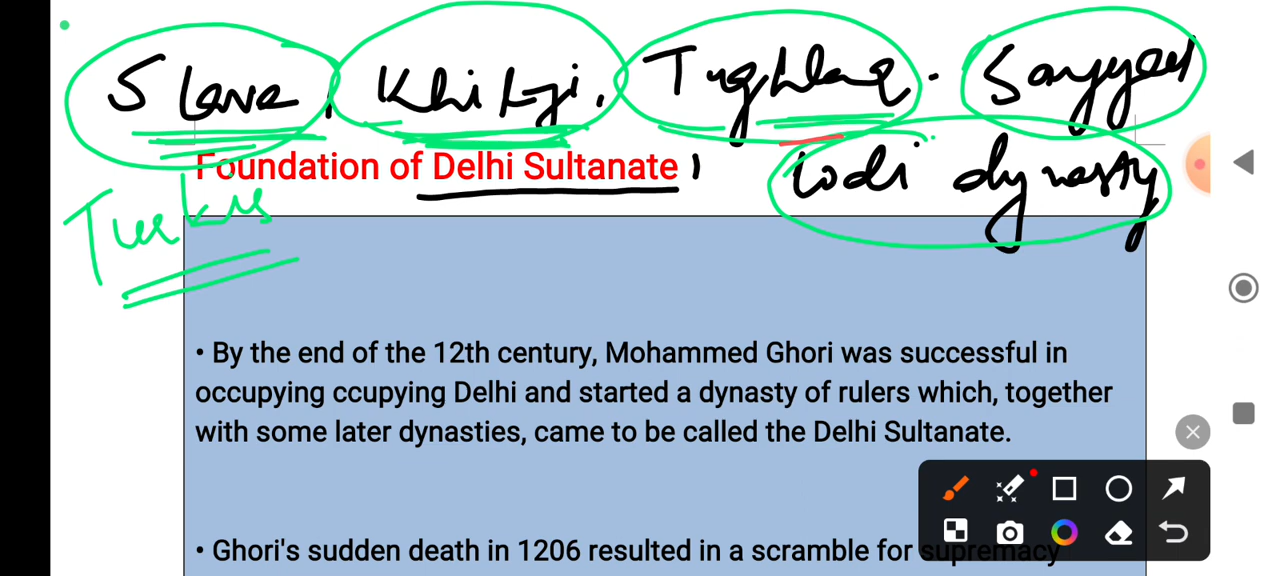 Slave, Khilji, Tughlaq. Sayyed
Foundation of Delhi Sultanate Lodi dynasty
Turkis
• By the end of the 12th century, Mohammed Ghori was successful in
occupying ccupying Delhi and started a dynasty of rulers which, together
with some later dynasties, came to be called the Delhi Sultanate.
• Ghori's sudden death in 1206 resulted in a scramble for supremacy